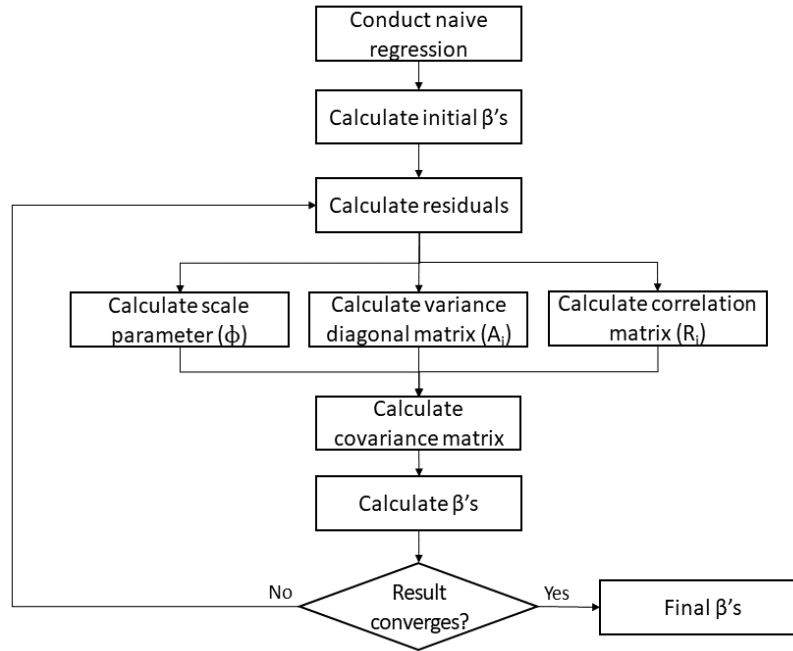 Conduct naive
regression
Calculate initial β's
Calculate residuals
Calculate scale
parameter (ϕ)
Calculate variance
diagonal matrix (Aᵢ)
Calculate correlation
matrix (Rᵢ)
Calculate
covariance matrix
Calculate β's
Result
converges?
No
Yes
Final β's